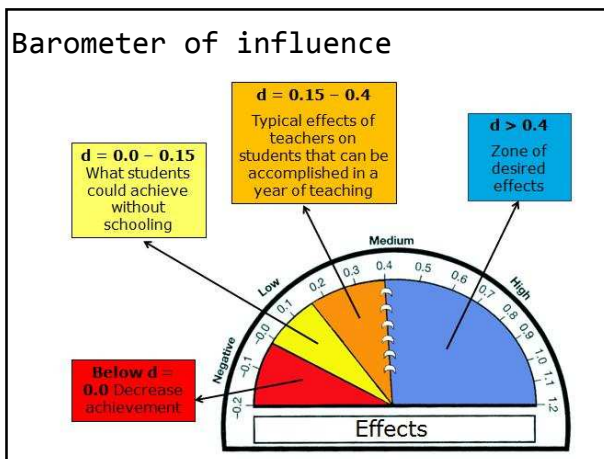 Barometer of influence
d = 0.15 – 0.4
Typical effects of
teachers on
students that can be
accomplished in a
year of teaching
d > 0.4
Zone of
desired
effects
d = 0.0 – 0.15
What students
could achieve
without
schooling
Below d =
0.0 Decrease
achievement
Negative
Low
Medium
High
-0.2
-0.0
0.1
0.2
0.3
0.4
0.5
0.6
0.7
0.8
0.9
1.0
1.1
1.2
Effects